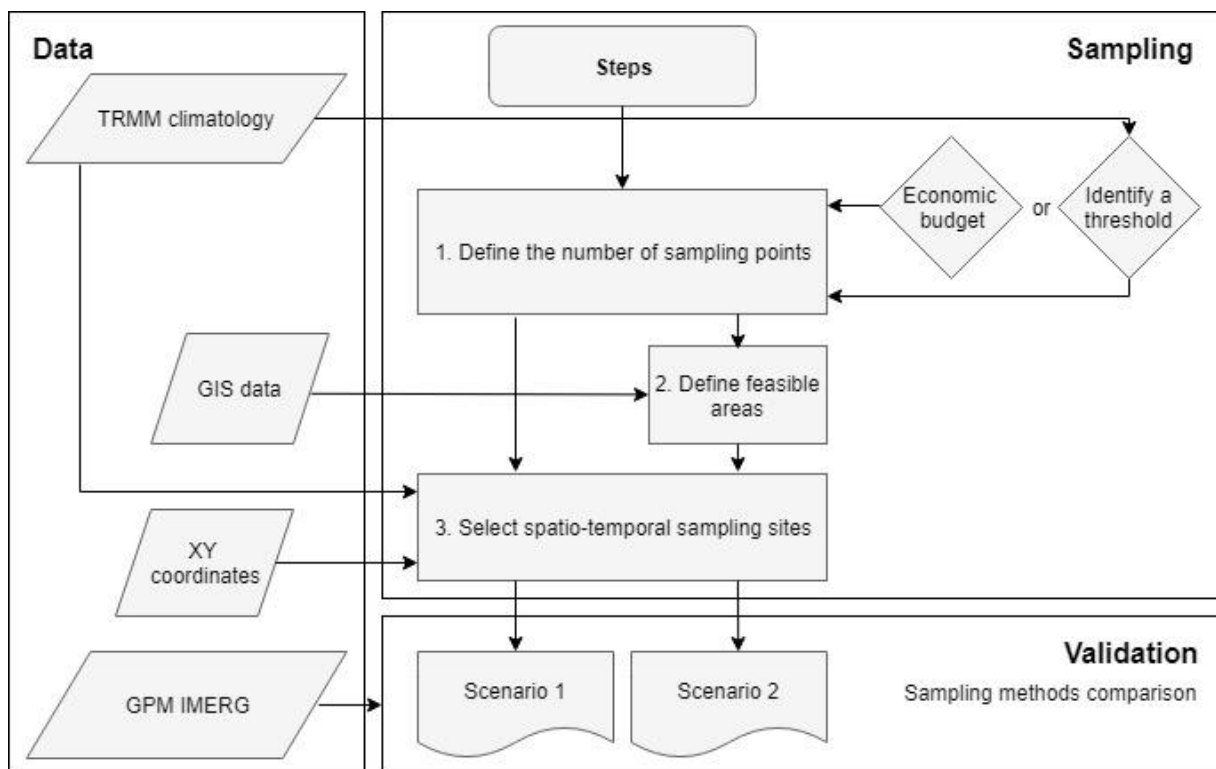 Data
Sampling
Steps
TRMM climatology
Economic
budget
or
Identify a
threshold
1. Define the number of sampling points
GIS data
2. Define feasible
areas
3. Select spatio-temporal sampling sites
XY
coordinates
Validation
Sampling methods comparison
GPM IMERG
Scenario 1
Scenario 2